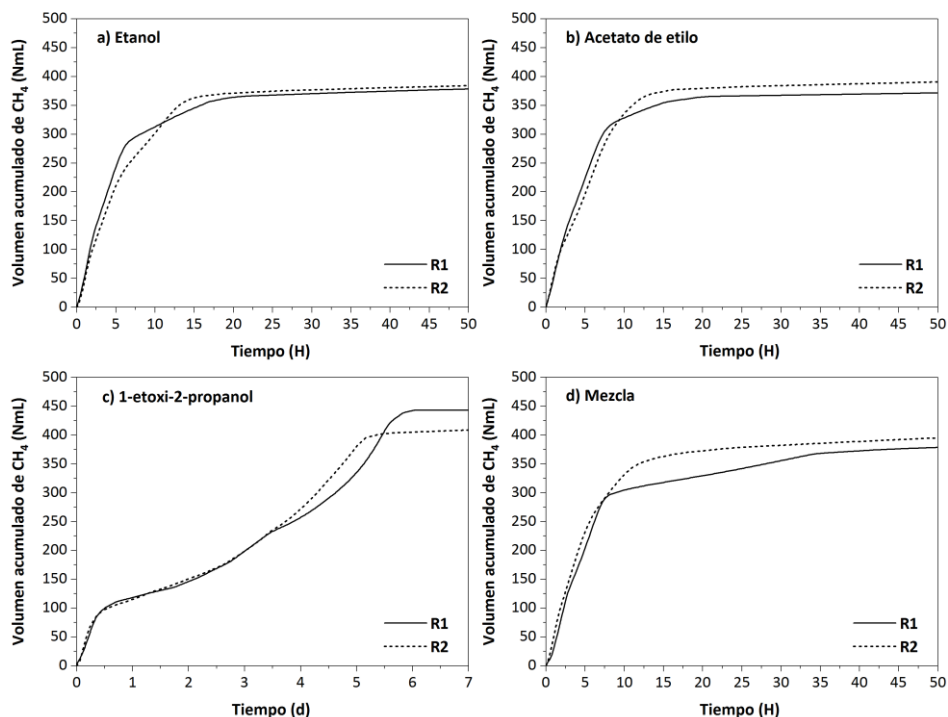 a) Etanol
Volumen acumulado de CH₄ (NmL)
500
450
400
350
300
250
200
150
100
50
0
R1
R2
0 5 10 15 20 25 30 35 40 45 50
Tiempo (H)
b) Acetato de etilo
Volumen acumulado de CH₄ (NmL)
500
450
400
350
300
250
200
150
100
50
0
R1
R2
0 5 10 15 20 25 30 35 40 45 50
Tiempo (H)
c) 1-etoxi-2-propanol
Volumen acumulado de CH₄ (NmL)
500
450
400
350
300
250
200
150
100
50
0
R1
R2
0 1 2 3 4 5 6 7
Tiempo (d)
d) Mezcla
Volumen acumulado de CH₄ (NmL)
500
450
400
350
300
250
200
150
100
50
0
R1
R2
0 5 10 15 20 25 30 35 40 45 50
Tiempo (H)